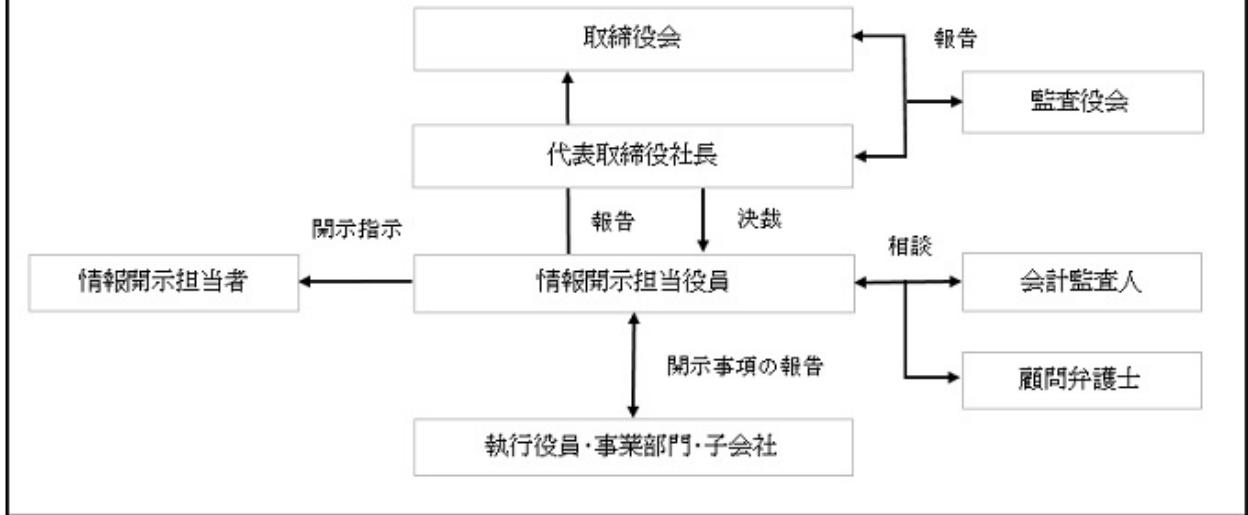 取締役会
報告
監査役会
代表取締役社長
報告
決裁
開示指示
相談
情報開示担当者
情報開示担当役員
会計監査人
開示事項の報告
顧問弁護士
執行役員・事業部門・子会社